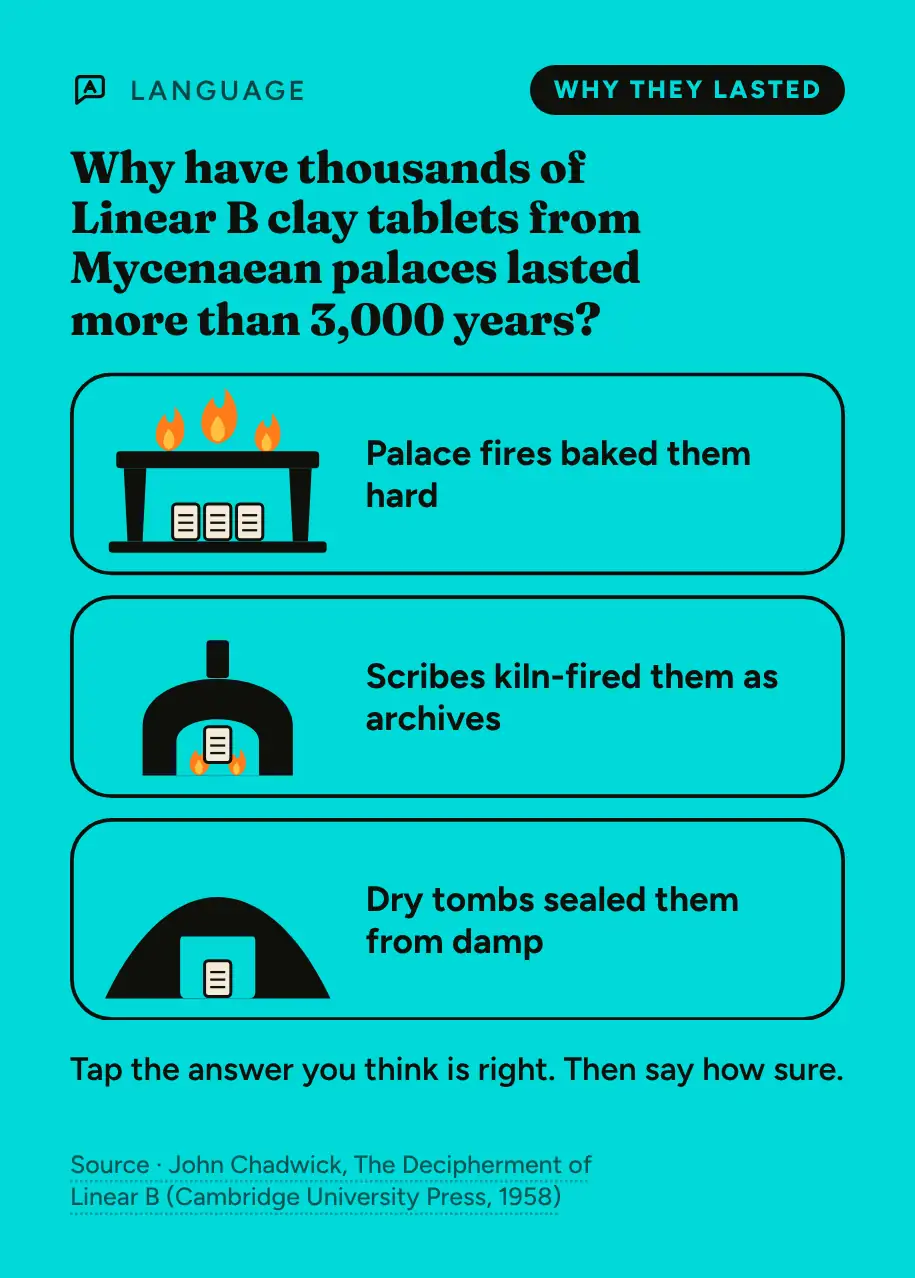 LANGUAGE
WHY THEY LASTED
Why have thousands of
Linear B clay tablets from
Mycenaean palaces lasted
more than 3,000 years?
Palace fires baked them
hard
Scribes kiln-fired them as
archives
Dry tombs sealed them
from damp
Tap the answer you think is right. Then say how sure.
Source · John Chadwick, The Decipherment of
Linear B (Cambridge University Press, 1958)